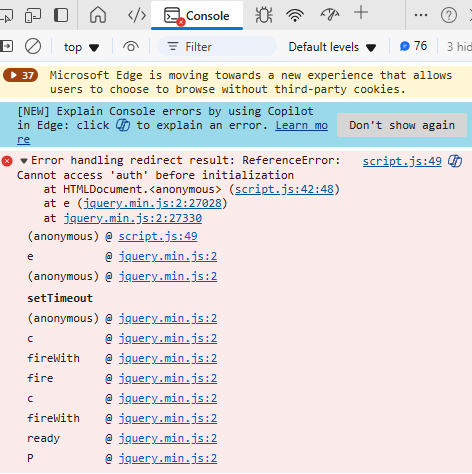 Console
top
Filter
Default levels
76
3 hid
37
Microsoft Edge is moving towards a new experience that allows
users to choose to browse without third-party cookies.
[NEW] Explain Console errors by using Copilot
in Edge: click to explain an error. Learn mo
re
Don't show again
Error handling redirect result: ReferenceError: script.js:49
Cannot access 'auth' before initialization
at HTMLDocument.<anonymous> (script.js:42:48)
at e (jquery.min.js:2:27028)
at jquery.min.js:2:27330
(anonymous) @ script.js:49
e @ jquery.min.js:2
(anonymous) @ jquery.min.js:2
setTimeout
(anonymous) @ jquery.min.js:2
c @ jquery.min.js:2
fireWith @ jquery.min.js:2
fire @ jquery.min.js:2
c @ jquery.min.js:2
fireWith @ jquery.min.js:2
ready @ jquery.min.js:2
P @ jquery.min.js:2